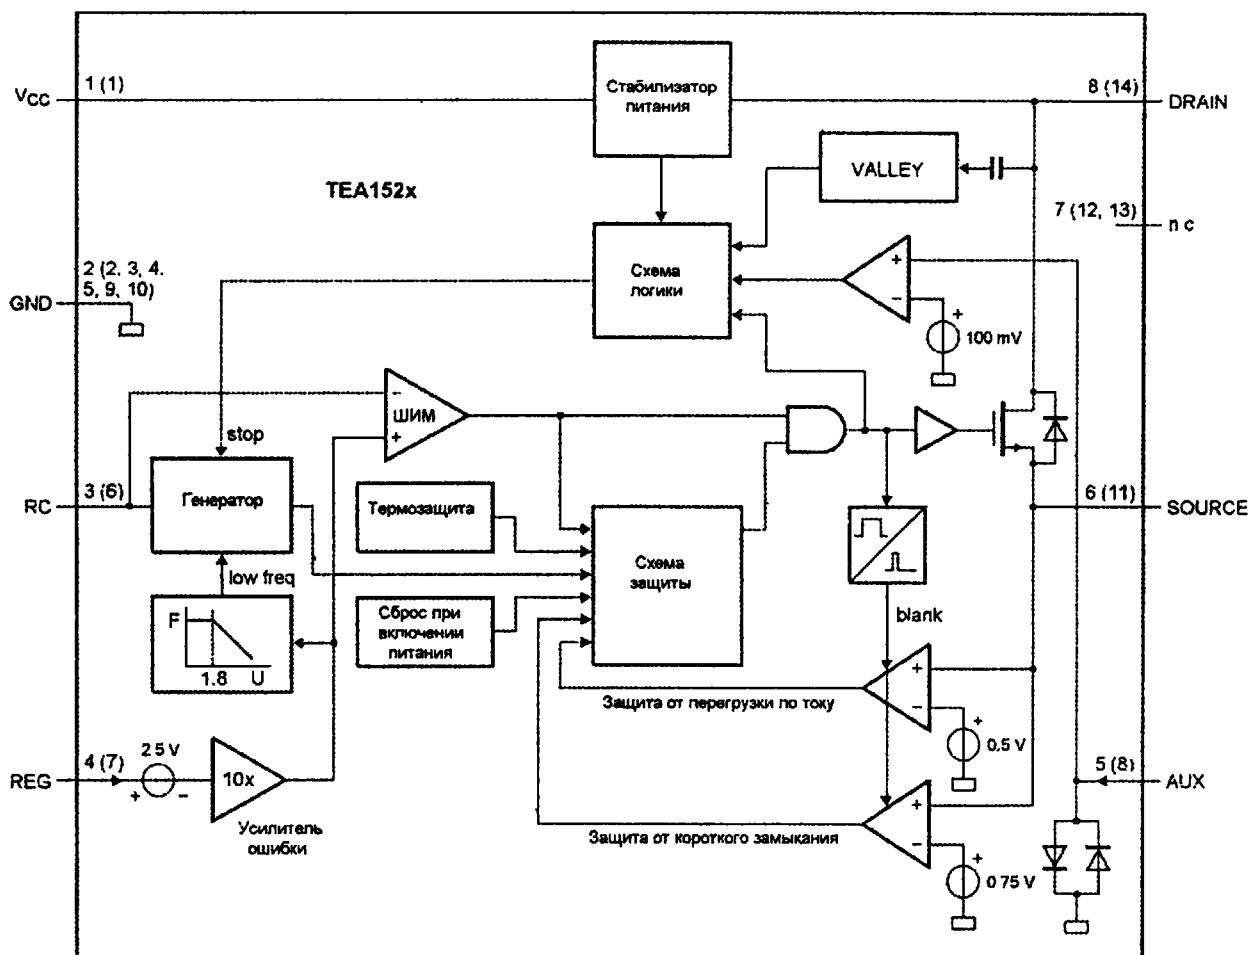 1 (1)
VCC
Стабилизатор
питания
8 (14)
DRAIN
VALLEY
TEA152x
7 (12, 13)
n c
2 (2. 3, 4.
5, 9, 10)
GND
Схема
логики
+
−
+
100 mV
−
ШИМ
+
stop
RC
3 (6)
Генератор
Термозащита
6 (11)
SOURCE
Схема
защиты
low freq
F
1.8
U
Сброс при
включении
питания
blank
+
−
Защита от перегрузки по току
+
0.5 V
4 (7)
2 5 V
REG
+
−
10x
5 (8)
AUX
Усилитель
ошибки
Защита от короткого замыкания
+
−
+
0 75 V